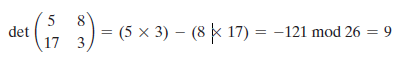 det ( 5 8 
17 3 ) = (5 × 3) − (8 × 17) = −121 mod 26 = 9